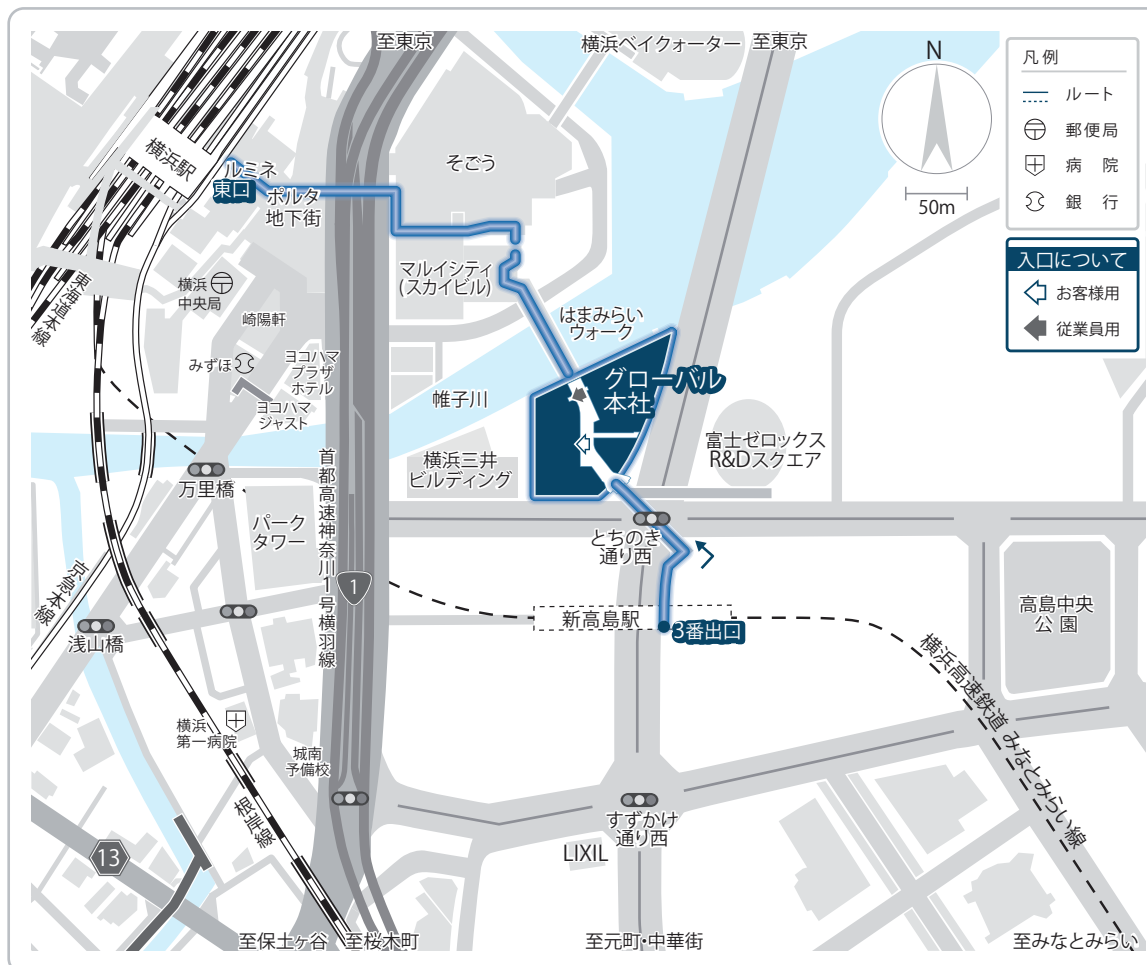 至東京
横浜ベイクォーター
至東京
N
50m
凡例
ルート
郵便局
病 院
銀 行
入口について
お客様用
従業員用
横浜駅
ルミネ
東口
ポルタ
地下街
そごう
マルイシティ
(スカイビル)
はまみらい
ウォーク
横浜
中央局
崎陽軒
東海道本線
みずほ
ヨコハマ
プラザ
ホテル
ヨコハマ
ジャスト
帷子川
グローバル
本社
横浜三井
ビルディング
富士ゼロックス
R&Dスクエア
万里橋
パーク
タワー
首都高速神奈川1号横羽線
とちのき
通り西
1
京急本線
浅山橋
新高島駅
3番出口
高島中央
公園
横浜高速鉄道 みなとみらい線
横浜
第一病院
城南
予備校
根岸線
すずかけ
通り西
LIXIL
13
至保土ヶ谷
至桜木町
至元町・中華街
至みなとみらい